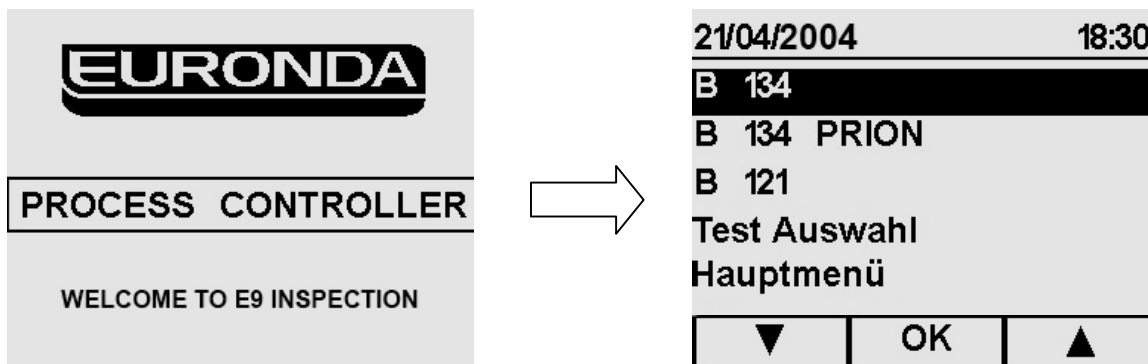 EURONDA
PROCESS CONTROLLER
WELCOME TO E9 INSPECTION
21/04/2004 18:30
B 134
B 134 PRION
B 121
Test Auswahl
Hauptmenü
▼ OK ▲